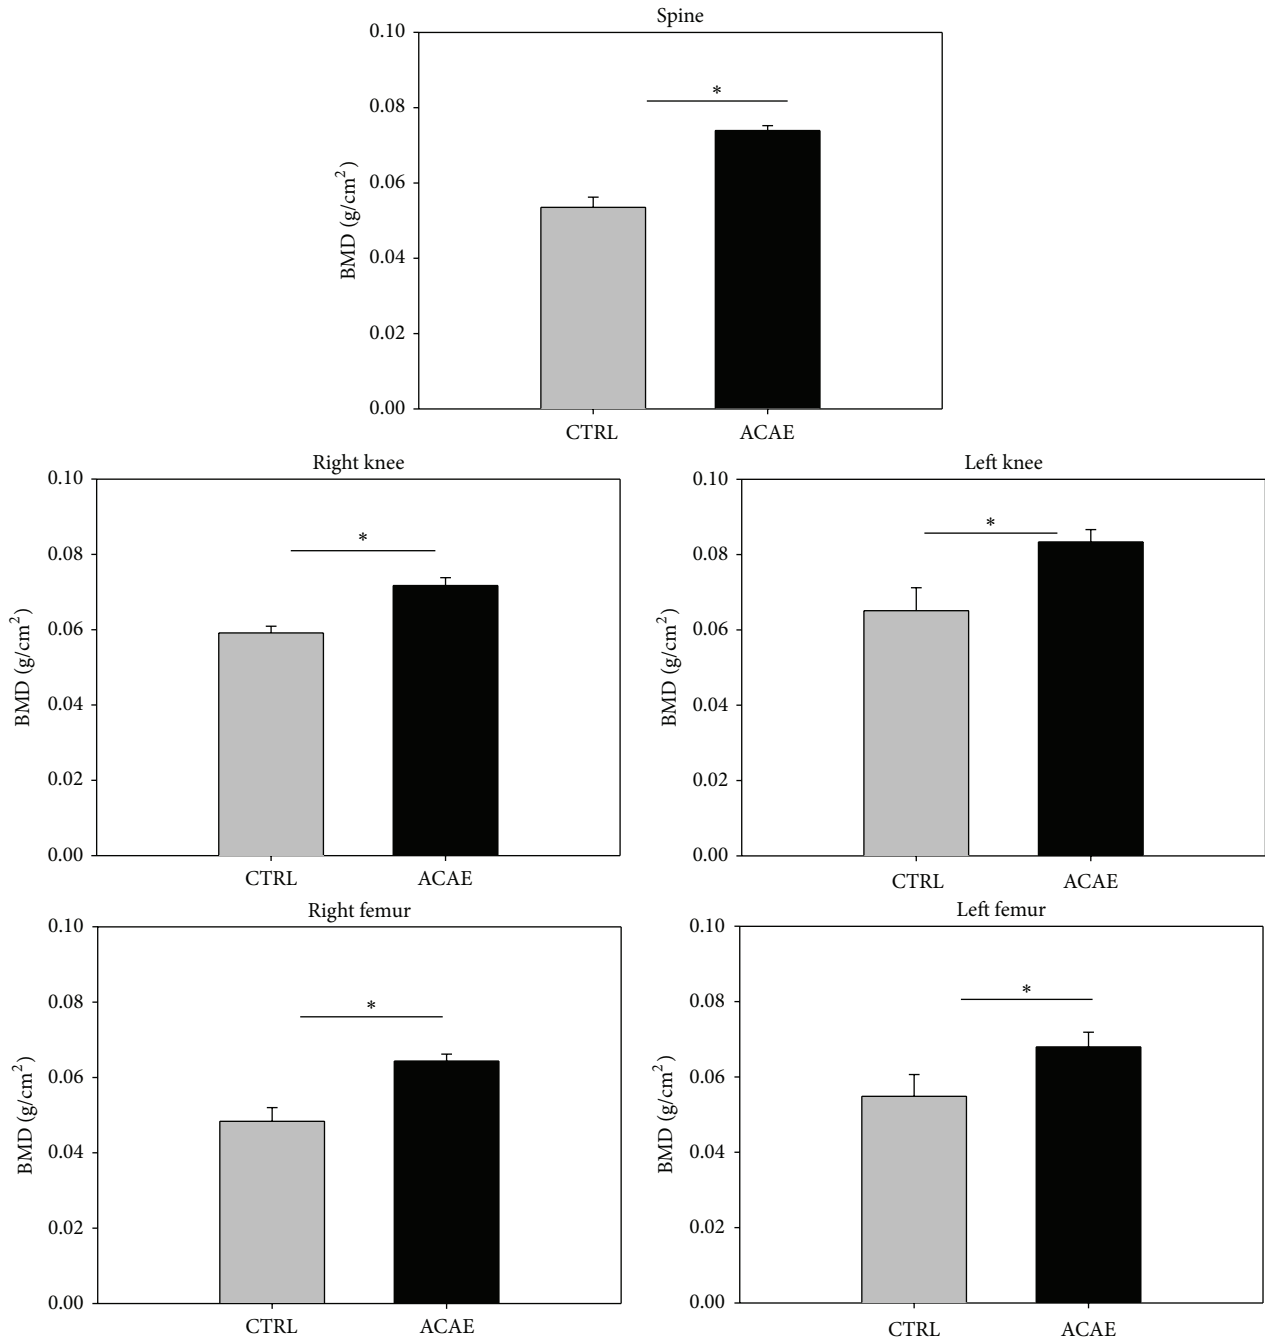 Spine
0.10
0.08
0.06
0.04
0.02
0.00
BMD (g/cm²)
*
CTRL ACAE
Right knee
0.10
0.08
0.06
0.04
0.02
0.00
BMD (g/cm²)
*
CTRL ACAE
Left knee
0.10
0.08
0.06
0.04
0.02
0.00
BMD (g/cm²)
*
CTRL ACAE
Right femur
0.10
0.08
0.06
0.04
0.02
0.00
BMD (g/cm²)
*
CTRL ACAE
Left femur
0.10
0.08
0.06
0.04
0.02
0.00
BMD (g/cm²)
*
CTRL ACAE